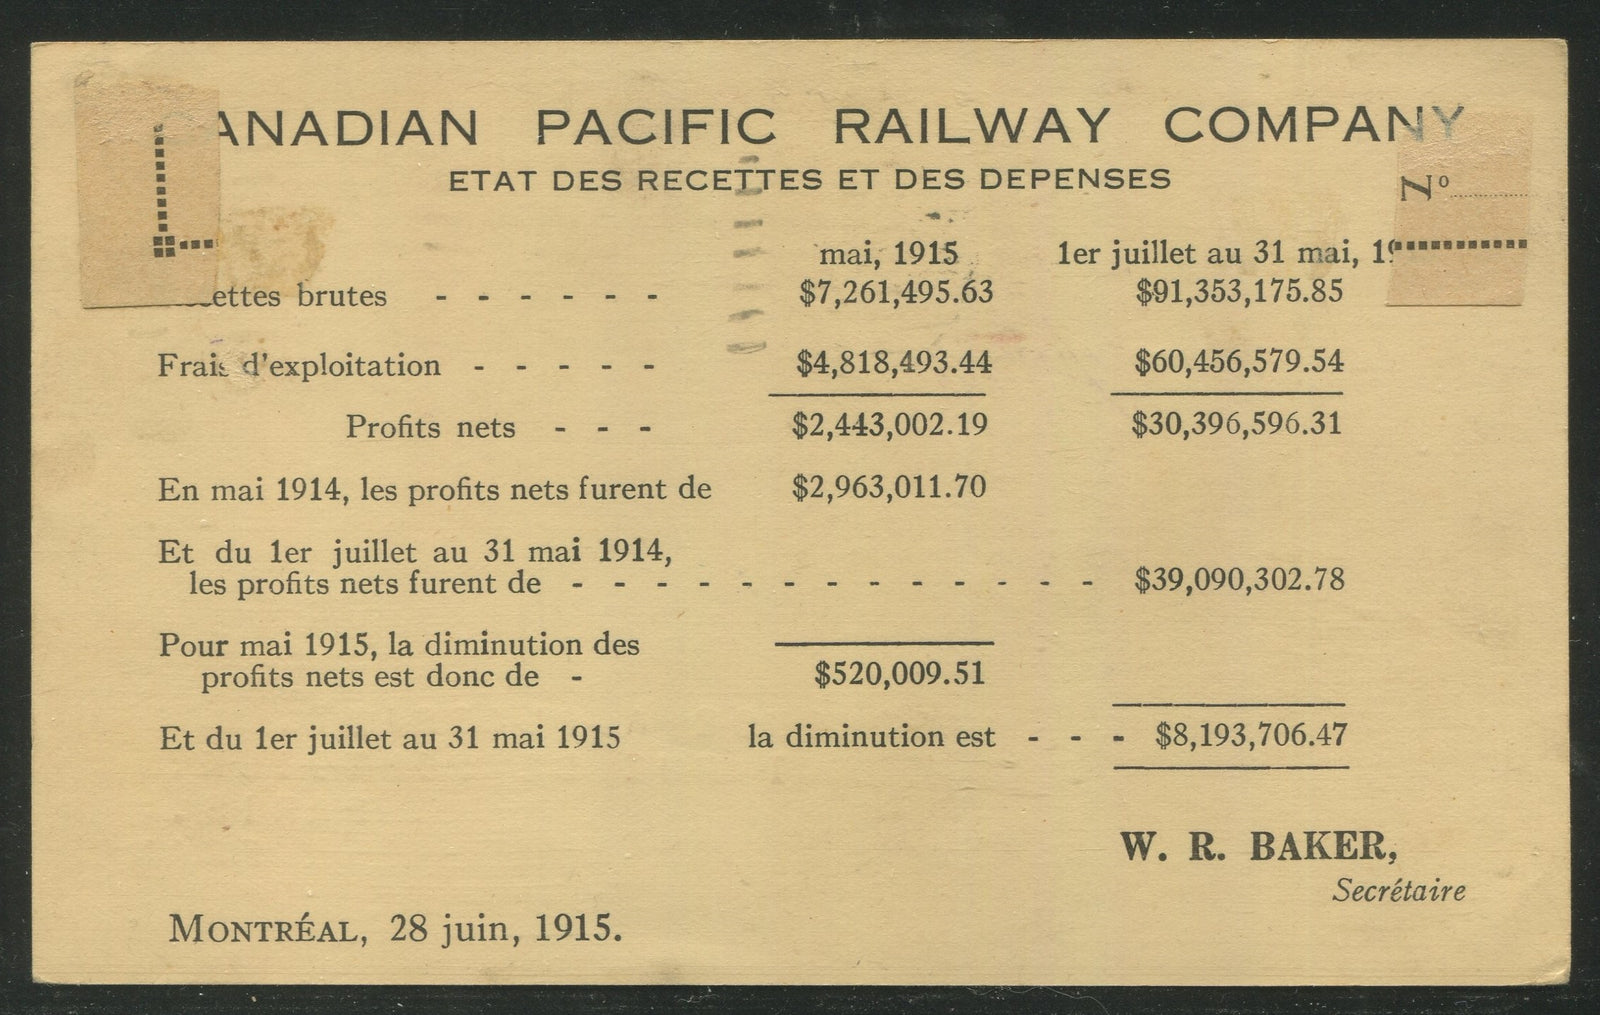 ANADIAN PACIFIC RAILWAY COMPANY
ETAT DES RECETTES ET DES DEPENSES
Nº
mai, 1915 1er juillet au 31 mai, 19
ettes brutes - - - - - - $7,261,495.63 $91,353,175.85
Frais d'exploitation - - - - - $4,818,493.44 $60,456,579.54
Profits nets - - - $2,443,002.19 $30,396,596.31
En mai 1914, les profits nets furent de $2,963,011.70
Et du 1er juillet au 31 mai 1914,
les profits nets furent de - - - - - - - - - - - - - $39,090,302.78
Pour mai 1915, la diminution des
profits nets est donc de - $520,009.51
Et du 1er juillet au 31 mai 1915 la diminution est - - - $8,193,706.47
W. R. BAKER,
Secrétaire
MONTRÉAL, 28 juin, 1915.